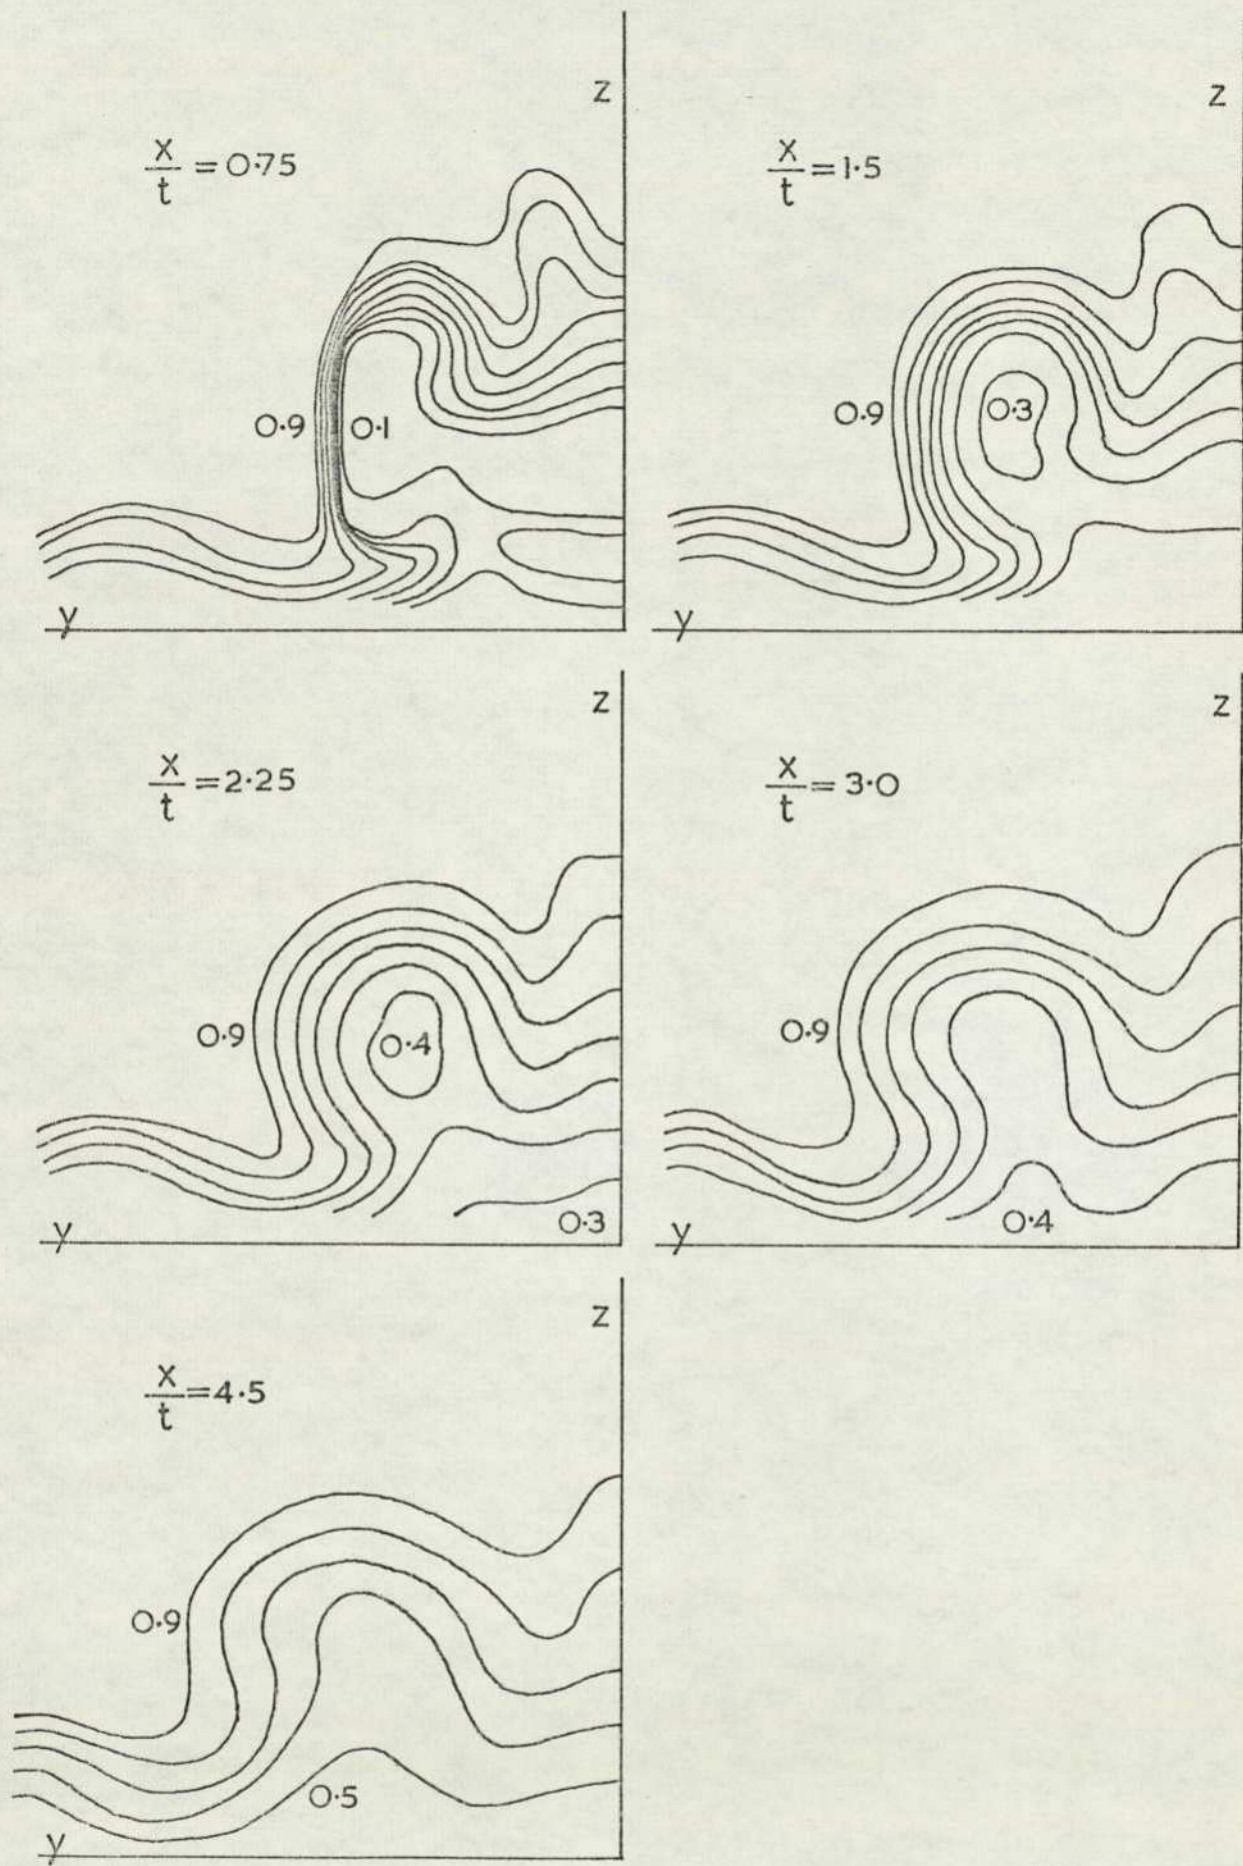 z
x/t = 0·75
0·9
0·1
y
z
x/t = 1·5
0·9
0·3
y
z
x/t = 2·25
0·9
0·4
0·3
y
z
x/t = 3·0
0·9
0·4
y
z
x/t = 4·5
0·9
0·5
y